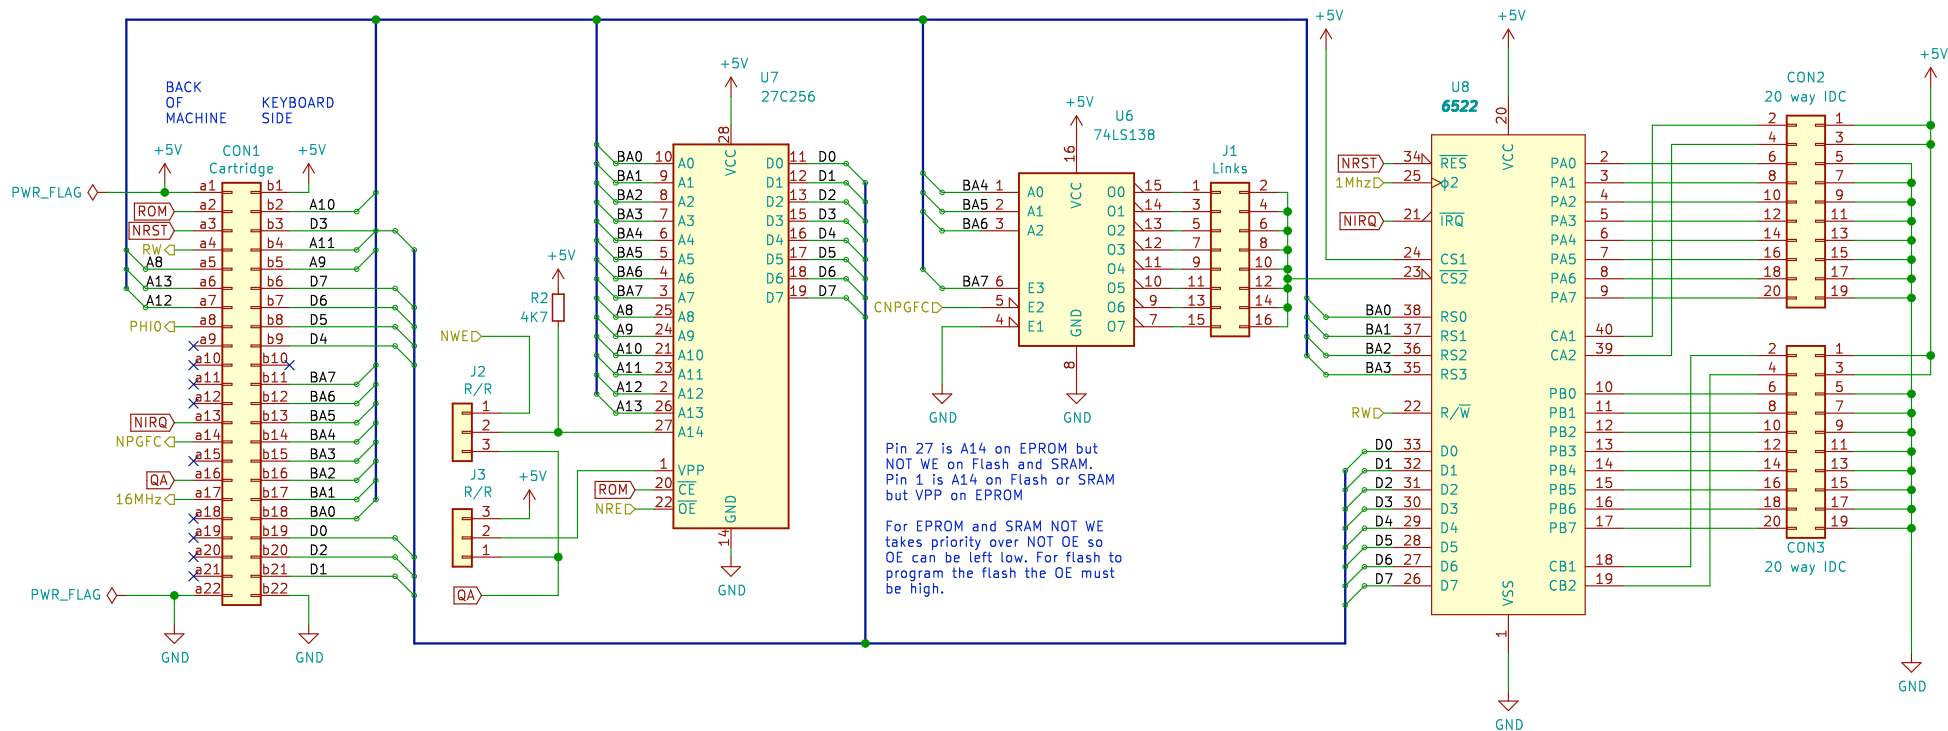 BACK
OF
MACHINE
KEYBOARD
SIDE
+5V
+5V
CON1
Cartridge
PWR_FLAG
a1 b1
ROM a2 b2 A10
NRST a3 b3 D3
RW a4 b4 A11
A8 a5 b5 A9
A13 a6 b6 D7
A12 a7 b7 D6
PHI0 a8 b8 D5
a9 b9 D4
a10 b10
a11 b11 BA7
a12 b12 BA6
NIRQ a13 b13 BA5
NPGFC a14 b14 BA4
a15 b15 BA3
QA a16 b16 BA2
16MHz a17 b17 BA1
a18 b18 BA0
a19 b19 D0
a20 b20 D2
a21 b21 D1
PWR_FLAG a22 b22
GND
GND
+5V
R2
4K7
NWE
J2
R/R
1
2
3
J3
R/R
+5V
3
2
1
QA
+5V
U7
27C256
28
VCC
BA0 10 A0 D0 11 D0
BA1 9 A1 D1 12 D1
BA2 8 A2 D2 13 D2
BA3 7 A3 D3 15 D3
BA4 6 A4 D4 16 D4
BA5 5 A5 D5 17 D5
BA6 4 A6 D6 18 D6
BA7 3 A7 D7 19 D7
A8 25 A8
A9 24 A9
A10 21 A10
A11 23 A11
A12 2 A12
A13 26 A13
27 A14
1 VPP
ROM 20 CE
NRE 22 OE
GND
14
GND
+5V
U6
74LS138
16
VCC
BA4 1 A0 O0 15
BA5 2 A1 O1 14
BA6 3 A2 O2 13
O3 12
O4 11
BA7 6 E3 O5 10
CNPGFC 5 E2 O6 9
4 E1 O7 7
GND
8
GND
GND
J1
Links
1 2
3 4
5 6
7 8
9 10
11 12
13 14
15 16
Pin 27 is A14 on EPROM but
NOT WE on Flash and SRAM.
Pin 1 is A14 on Flash or SRAM
but VPP on EPROM
For EPROM and SRAM NOT WE
takes priority over NOT OE so
OE can be left low. For flash to
program the flash the OE must
be high.
+5V
+5V
U8
6522
20
VCC
NRST 34 RES PA0 2
1Mhz 25 ϕ2 PA1 3
PA2 4
NIRQ 21 IRQ PA3 5
PA4 6
24 CS1 PA5 7
23 CS2 PA6 8
PA7 9
BA0 38 RS0
BA1 37 RS1 CA1 40
BA2 36 RS2 CA2 39
BA3 35 RS3
PB0 10
RW 22 R/W PB1 11
PB2 12
D0 33 D0 PB3 13
D1 32 D1 PB4 14
D2 31 D2 PB5 15
D3 30 D3 PB6 16
D4 29 D4 PB7 17
D5 28 D5
D6 27 D6 CB1 18
D7 26 D7 CB2 19
VSS
1
GND
+5V
CON2
20 way IDC
2 1
4 3
6 5
8 7
10 9
12 11
14 13
16 15
18 17
20 19
2 1
4 3
6 5
8 7
10 9
12 11
14 13
16 15
18 17
20 19
CON3
20 way IDC
GND